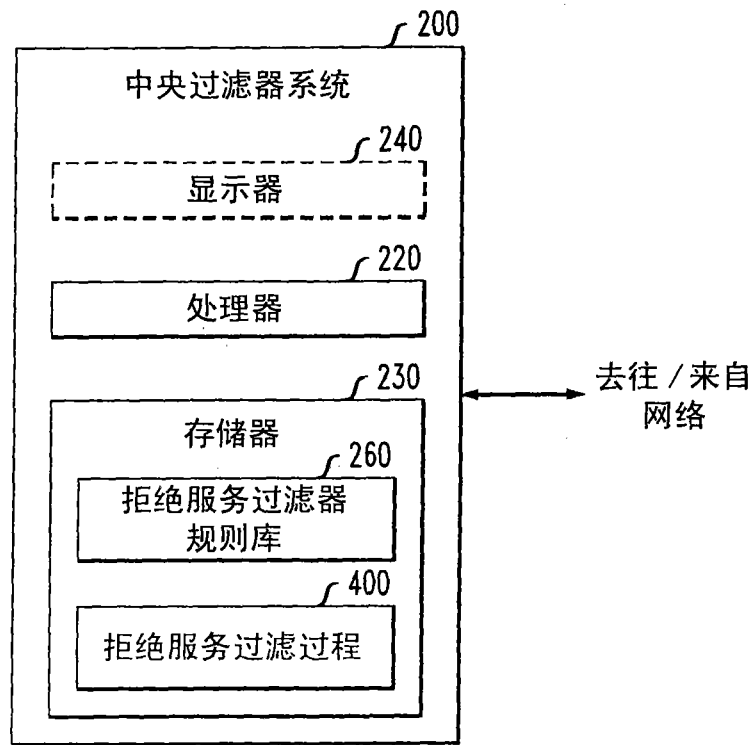 200
中央过滤器系统
240
显示器
220
处理器
230
存储器
260
拒绝服务过滤器
规则库
400
拒绝服务过滤过程
去往/来自
网络